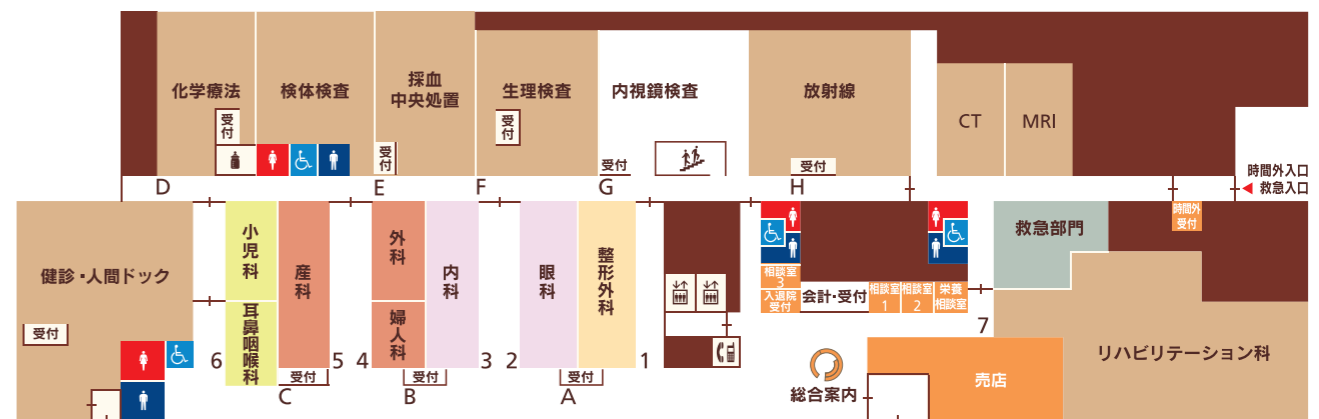 化学療法
検体検査
採血
中央処置
生理検査
内視鏡検査
放射線
CT
MRI
受付
受付
受付
受付
受付
時間外入口
救急入口
D
E
F
G
H
健診・人間ドック
小児科
産科
外科
内科
眼科
整形外科
耳鼻咽喉科
婦人科
相談室
3
入退院
受付
会計・受付
相談室
1
相談室
2
栄養
相談室
救急部門
時間外
受付
受付
6
5
4
3
2
1
7
受付
受付
受付
C
B
A
総合案内
売店
リハビリテーション科